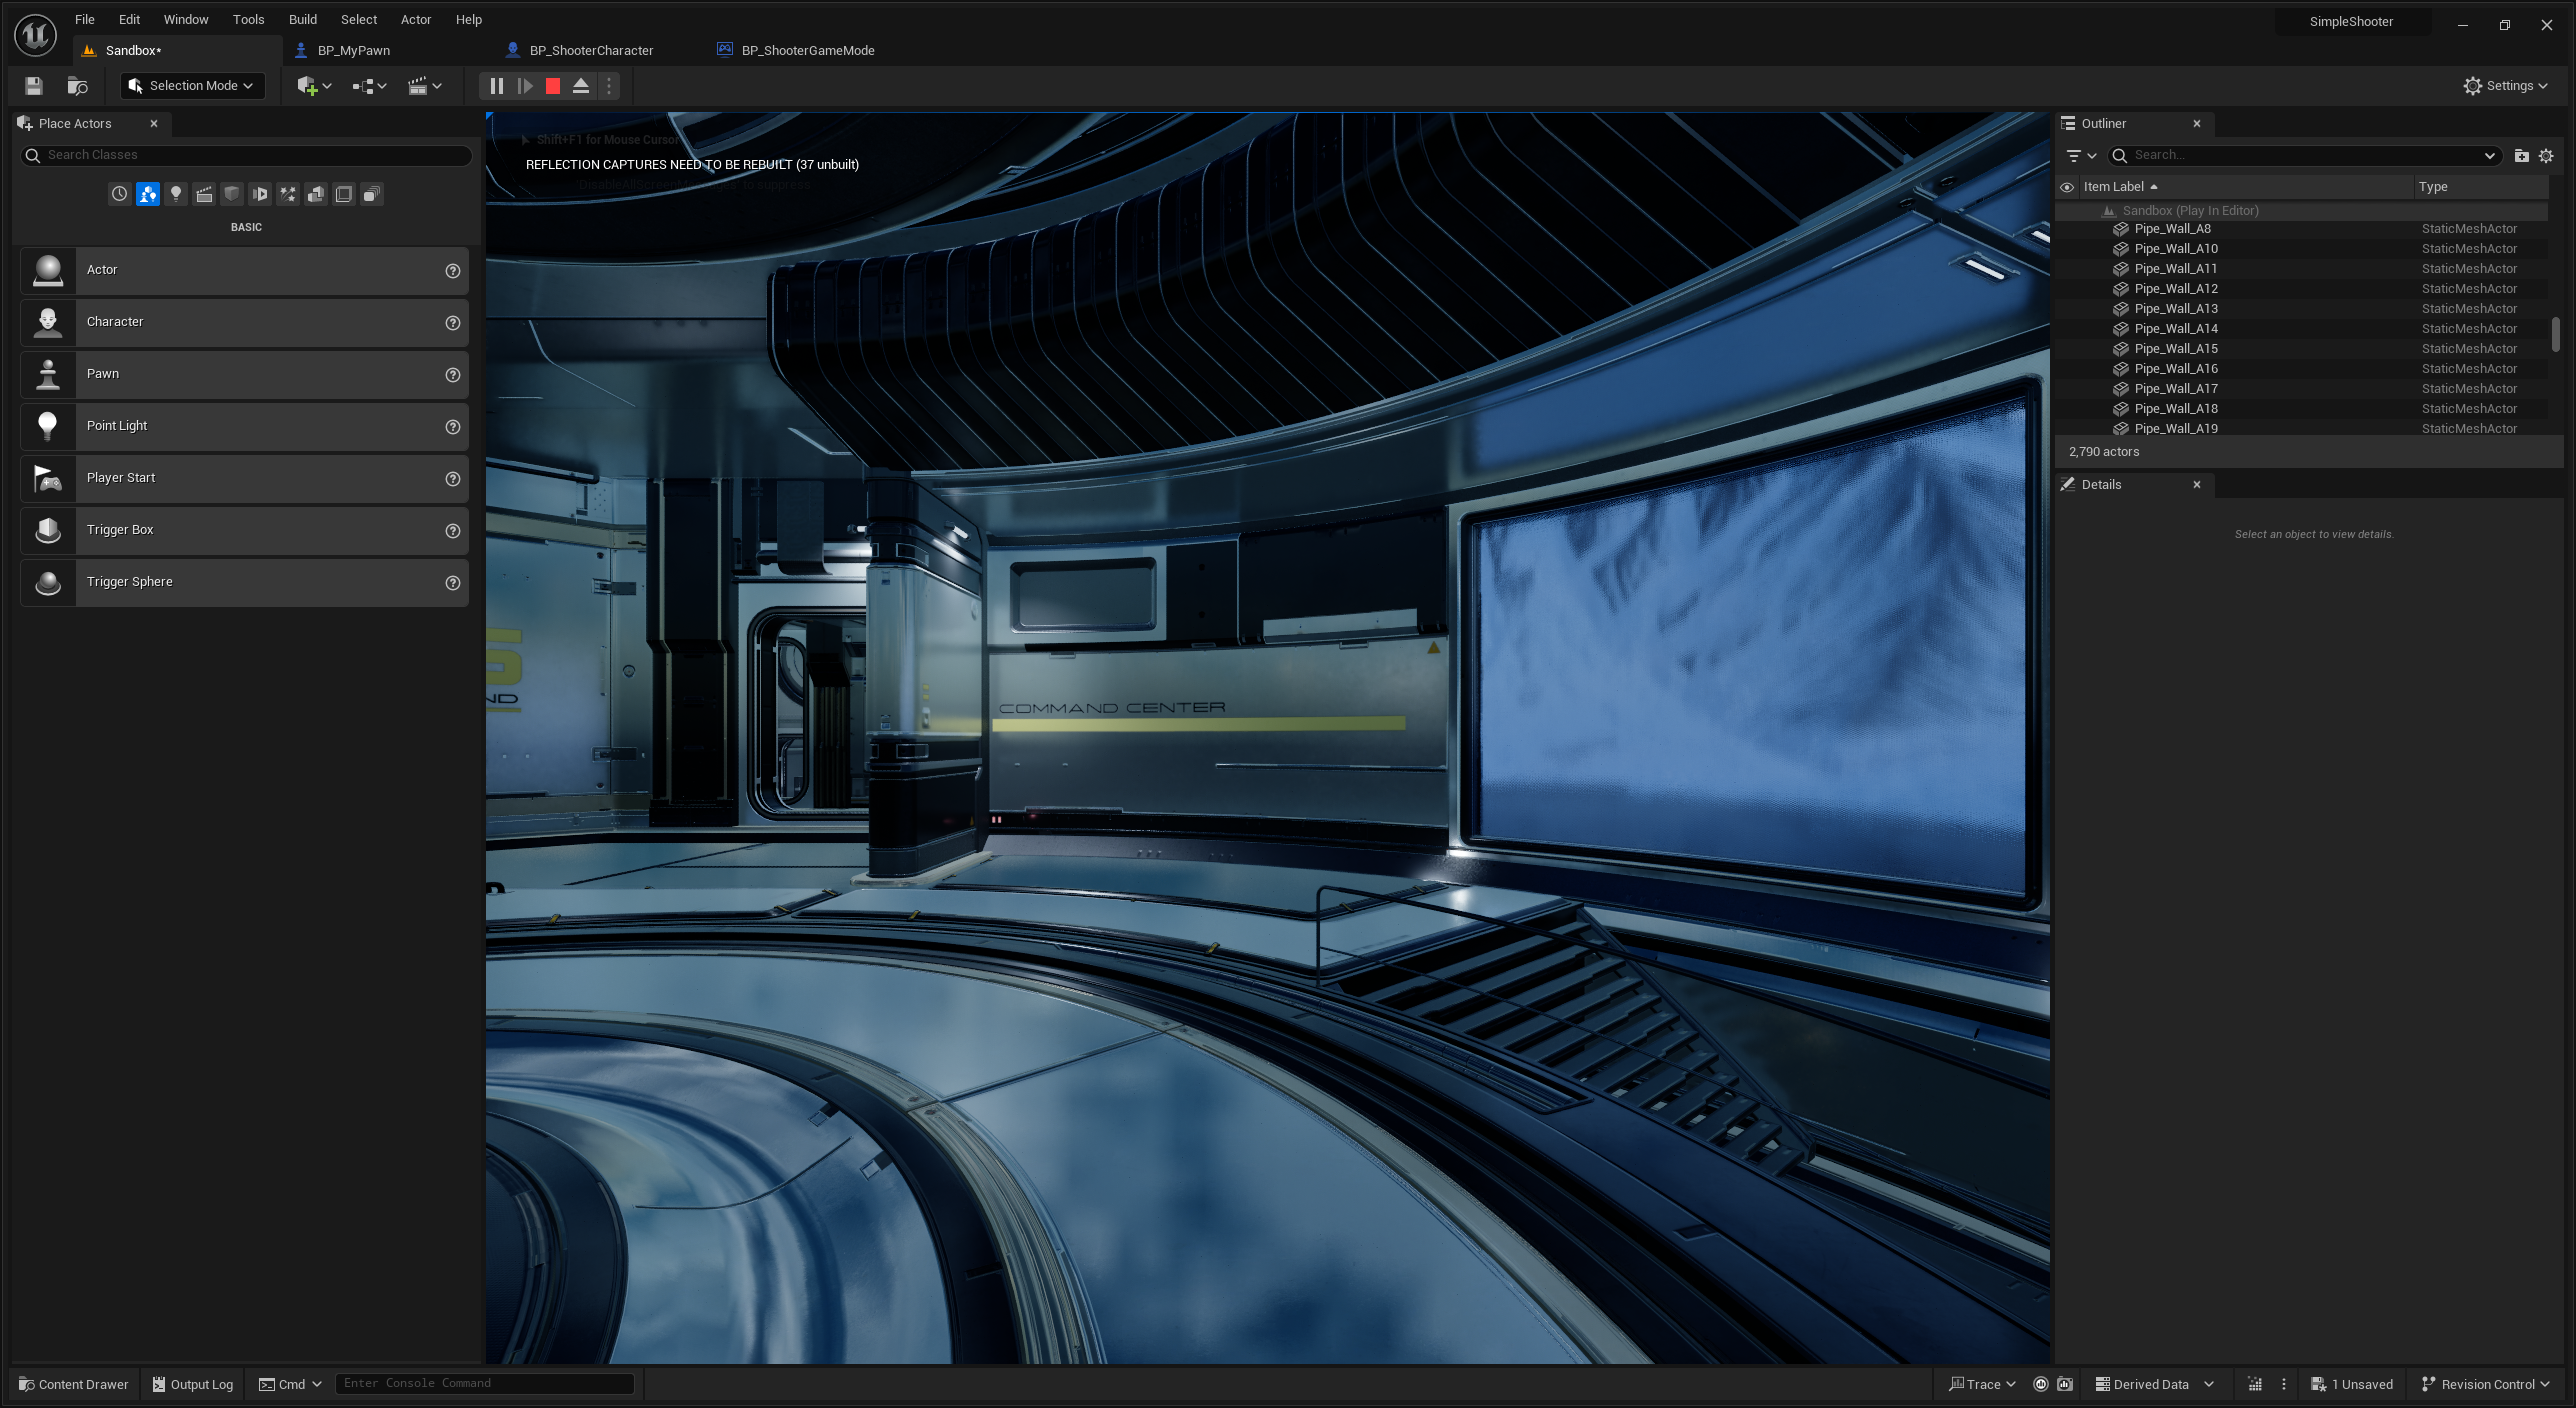 File Edit Window Tools Build Select Actor Help
SimpleShooter
Sandbox*
BP_MyPawn
BP_ShooterCharacter
BP_ShooterGameMode
Selection Mode
Settings
Place Actors
Search Classes
BASIC
Actor
Character
Pawn
Point Light
Player Start
Trigger Box
Trigger Sphere
Shift+F1 for Mouse Cursor
REFLECTION CAPTURES NEED TO BE REBUILT (37 unbuilt)
to suppress
COMMAND CENTER
Outliner
Search...
Item Label Type
Sandbox (Play In Editor)
Pipe_Wall_A8 StaticMeshActor
Pipe_Wall_A10 StaticMeshActor
Pipe_Wall_A11 StaticMeshActor
Pipe_Wall_A12 StaticMeshActor
Pipe_Wall_A13 StaticMeshActor
Pipe_Wall_A14 StaticMeshActor
Pipe_Wall_A15 StaticMeshActor
Pipe_Wall_A16 StaticMeshActor
Pipe_Wall_A17 StaticMeshActor
Pipe_Wall_A18 StaticMeshActor
Pipe_Wall_A19 StaticMeshActor
2,790 actors
Details
Select an object to view details.
Content Drawer Output Log Cmd Enter Console Command
Trace Derived Data 1 Unsaved Revision Control